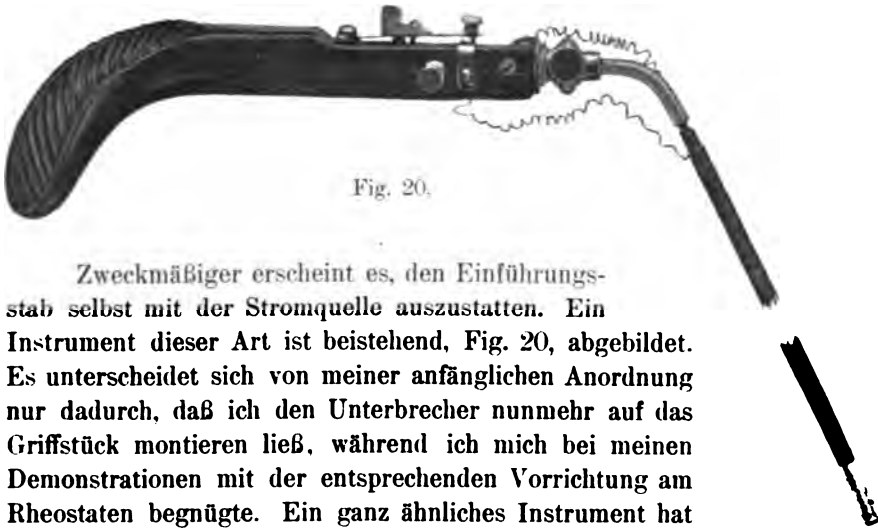 Fig. 20.
Zweckmäßiger erscheint es, den Einführungs-
stab selbst mit der Stromquelle auszustatten. Ein
Instrument dieser Art ist beistehend, Fig. 20, abgebildet.
Es unterscheidet sich von meiner anfänglichen Anordnung
nur dadurch, daß ich den Unterbrecher nunmehr auf das
Griffstück montieren ließ, während ich mich bei meinen
Demonstrationen mit der entsprechenden Vorrichtung am
Rheostaten begnügte. Ein ganz ähnliches Instrument hat